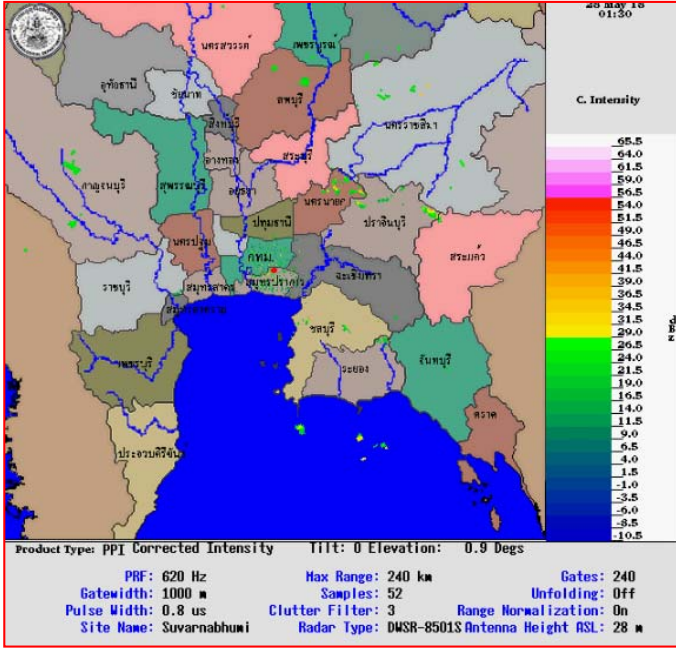 28 May 18
01:30
C. Intensity
65.5
64.0
61.5
59.0
56.5
54.0
51.5
49.0
46.5
44.0
41.5
39.0
36.5
34.0
31.5
29.0
26.5
24.0
21.5
19.0
16.5
14.0
11.5
9.0
6.5
4.0
1.5
-1.0
-3.5
-6.0
-8.5
-10.5
นครสวรรค์
เพชรบูรณ์
อุทัยธานี
ชัยนาท
ลพบุรี
สิงห์บุรี
นครราชสีมา
อ่างทอง
สระบุรี
กาญจนบุรี
สุพรรณบุรี
อยุธยา
นครนายก
ปราจีนบุรี
ปทุมธานี
นครปฐม
กทม.
สระแก้ว
ราชบุรี
สมุทรสาคร
สมุทรปราการ
ฉะเชิงเทรา
สมุทรสงคราม
ชลบุรี
เพชรบุรี
ระยอง
จันทบุรี
ตราด
ประจวบคีรีขันธ์
Product Type: PPI Corrected Intensity Tilt: 0 Elevation: 0.9 Degs
PRF: 620 Hz Max Range: 240 km Gates: 240
Gatewidth: 1000 m Samples: 52 Unfolding: Off
Pulse Width: 0.8 us Clutter Filter: 3 Range Normalization: On
Site Name: Suvarnabhumi Radar Type: DWSR-8501S Antenna Height ASL: 28 m